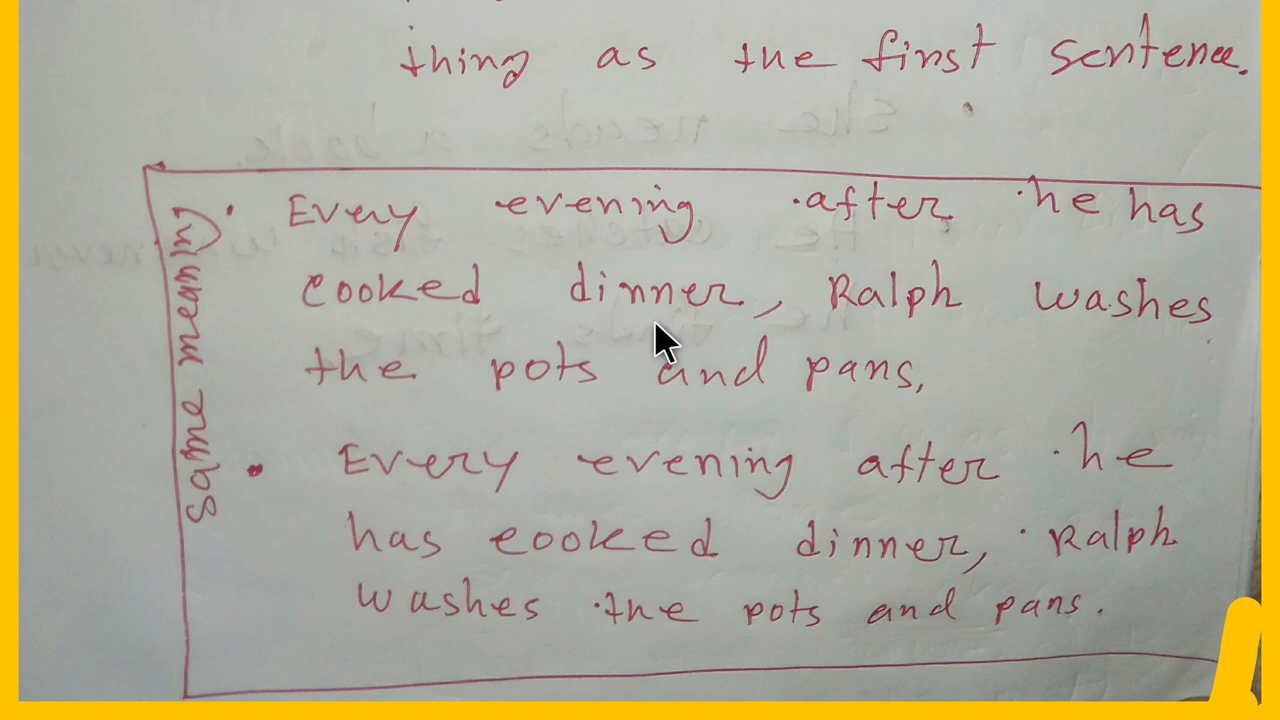 thing as the first sentence.
Same meaning
• Every evening after he has
cooked dinner, Ralph washes
the pots and pans,
• Every evening after he
has cooked dinner, Ralph
washes the pots and pans.